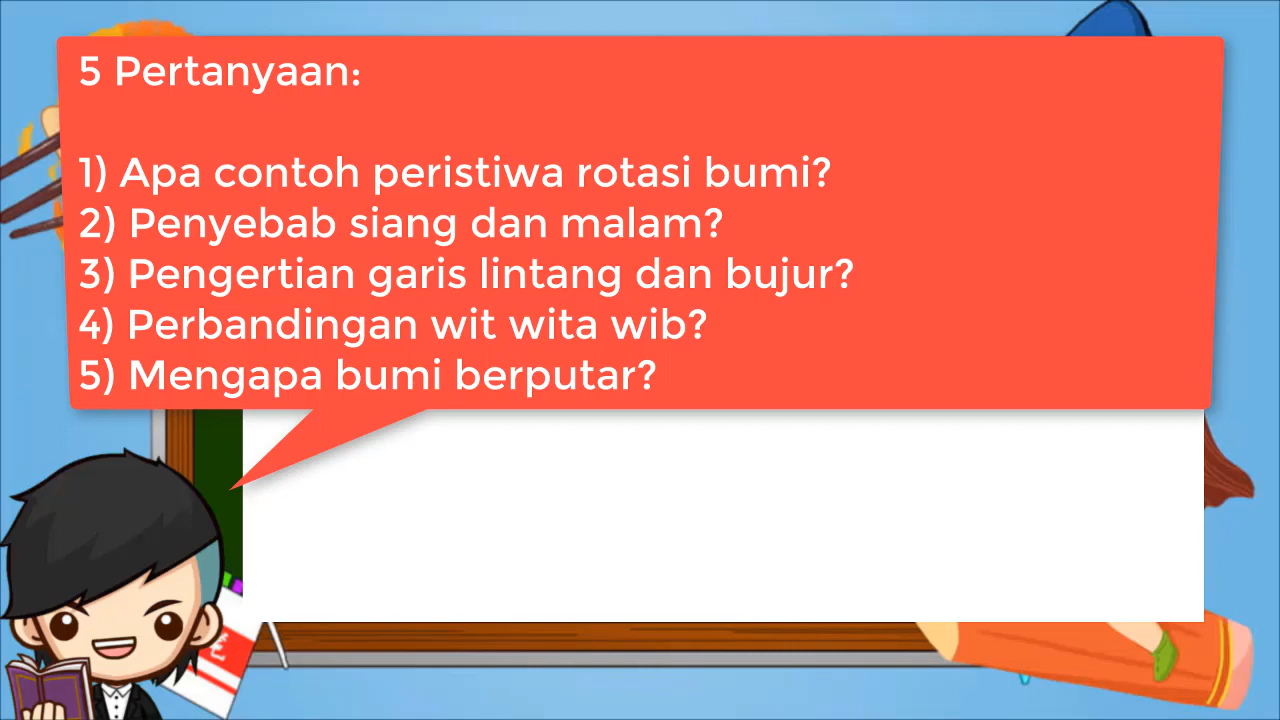 5 Pertanyaan:
1) Apa contoh peristiwa rotasi bumi?
2) Penyebab siang dan malam?
3) Pengertian garis lintang dan bujur?
4) Perbandingan wit wita wib?
5) Mengapa bumi berputar?